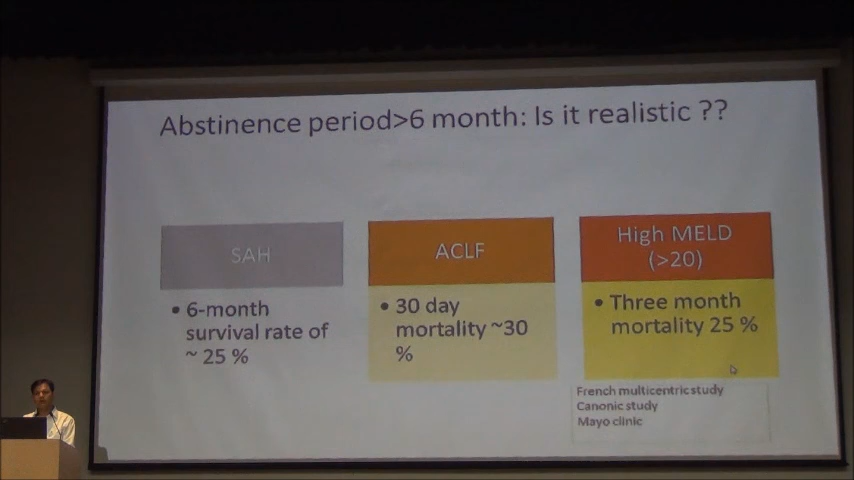 Abstinence period>6 month: Is it realistic ??
SAH
• 6-month
survival rate of
~ 25 %
ACLF
• 30 day
mortality ~30
%
High MELD
(>20)
• Three month
mortality 25 %
French multicentric study
Canonic study
Mayo clinic